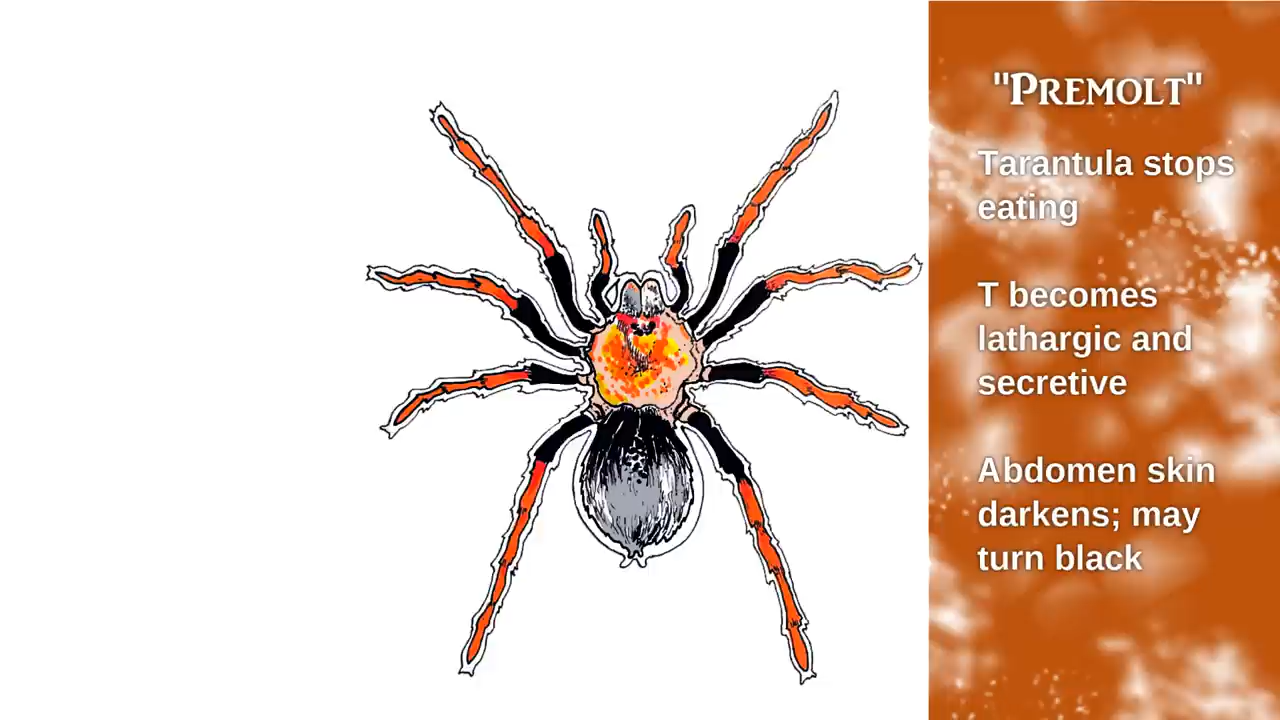 "Premolt"
Tarantula stops
eating
T becomes
lathargic and
secretive
Abdomen skin
darkens; may
turn black